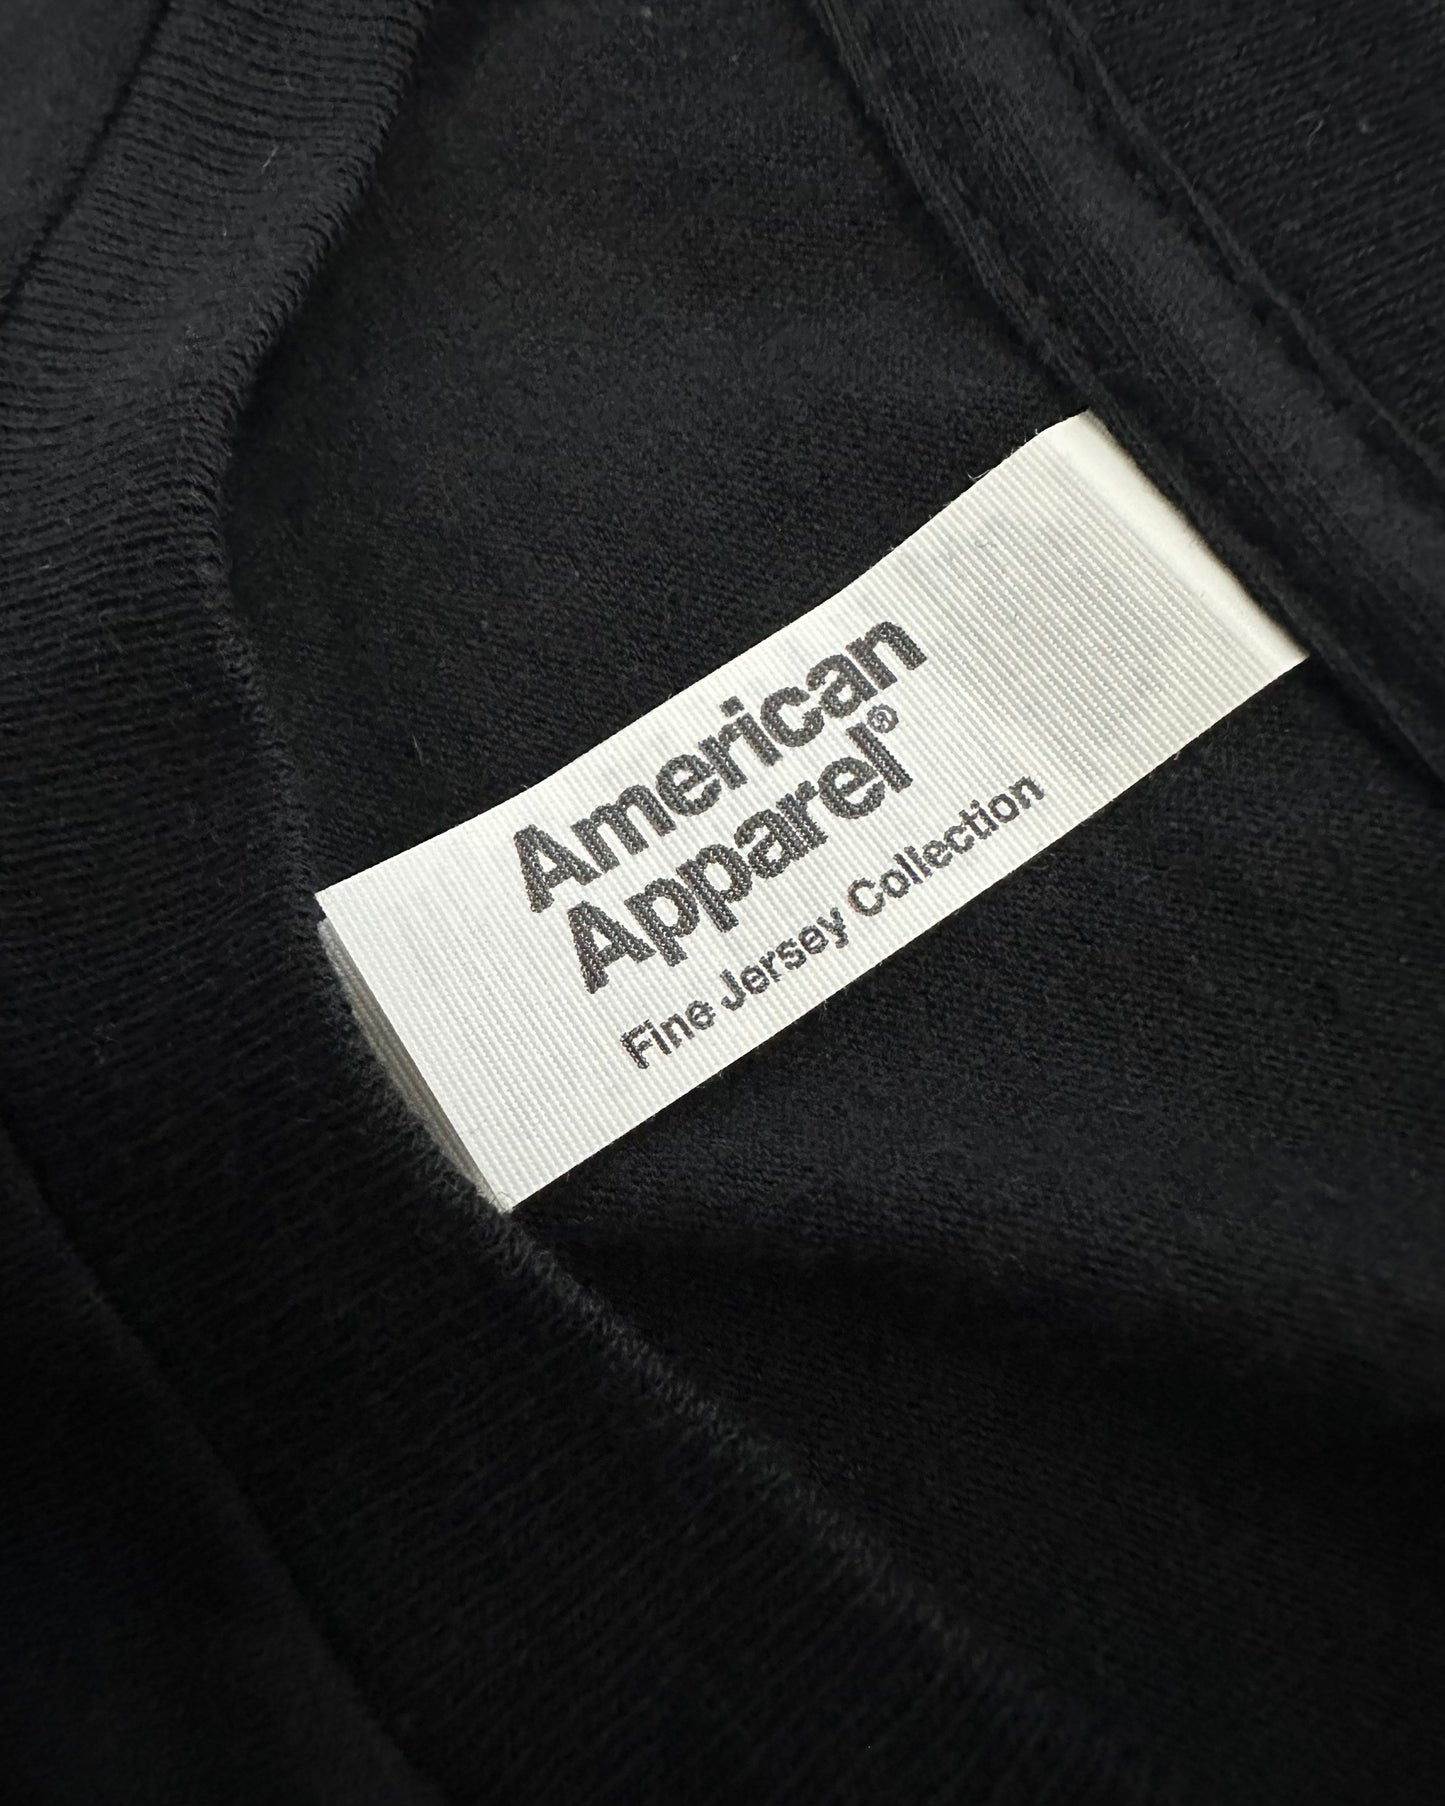 American
Apparel®
Fine Jersey Collection